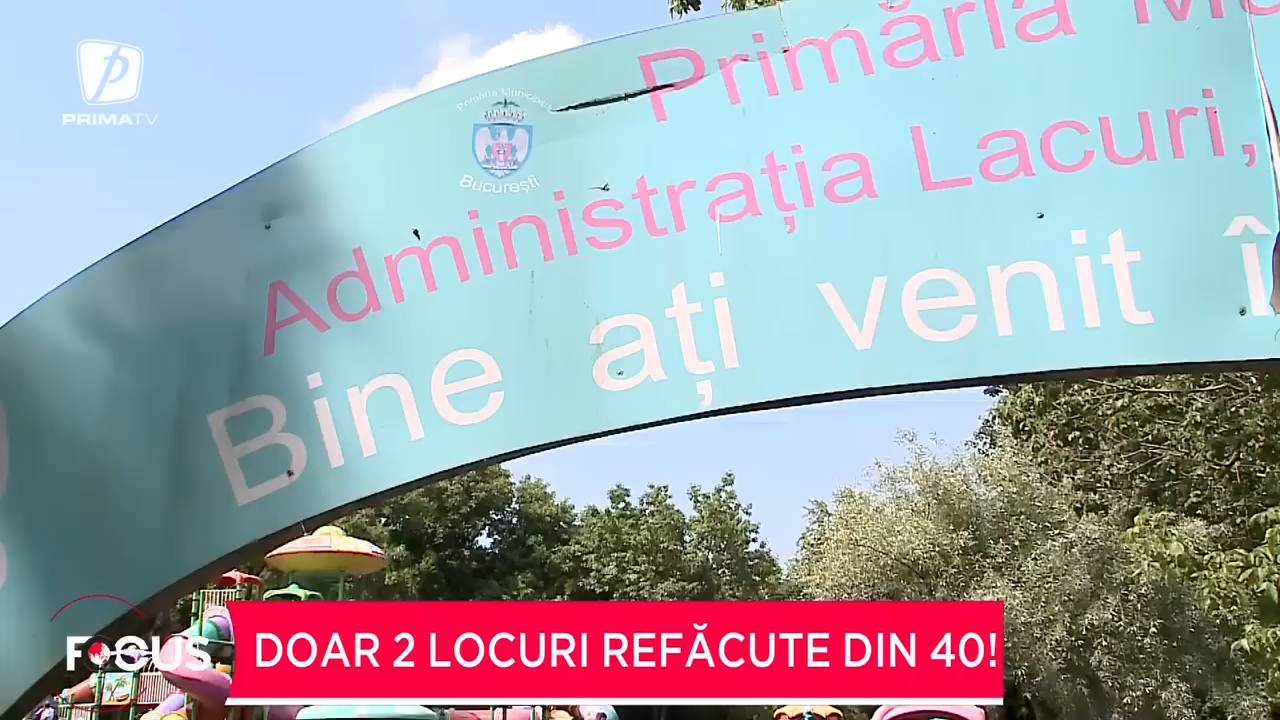 PRIMATV
Primăria
Primăria Municipiului
București
Administrația Lacuri,
Bine ați venit
FOCUS
DOAR 2 LOCURI REFĂCUTE DIN 40!